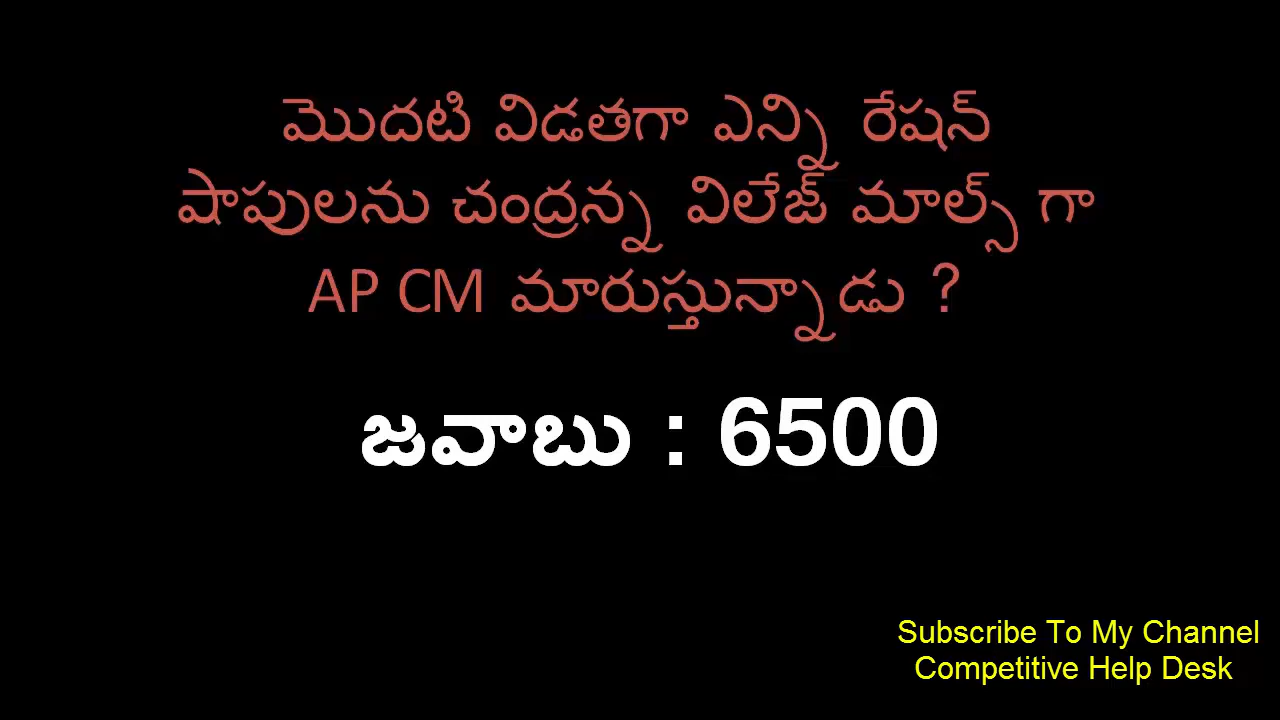 మొదటి విడతగా ఎన్ని రేషన్
షాపులను చంద్రన్న విలేజ్ మాల్స్ గా
AP CM మారుస్తున్నాడు ?
జవాబు : 6500
Subscribe To My Channel
Competitive Help Desk